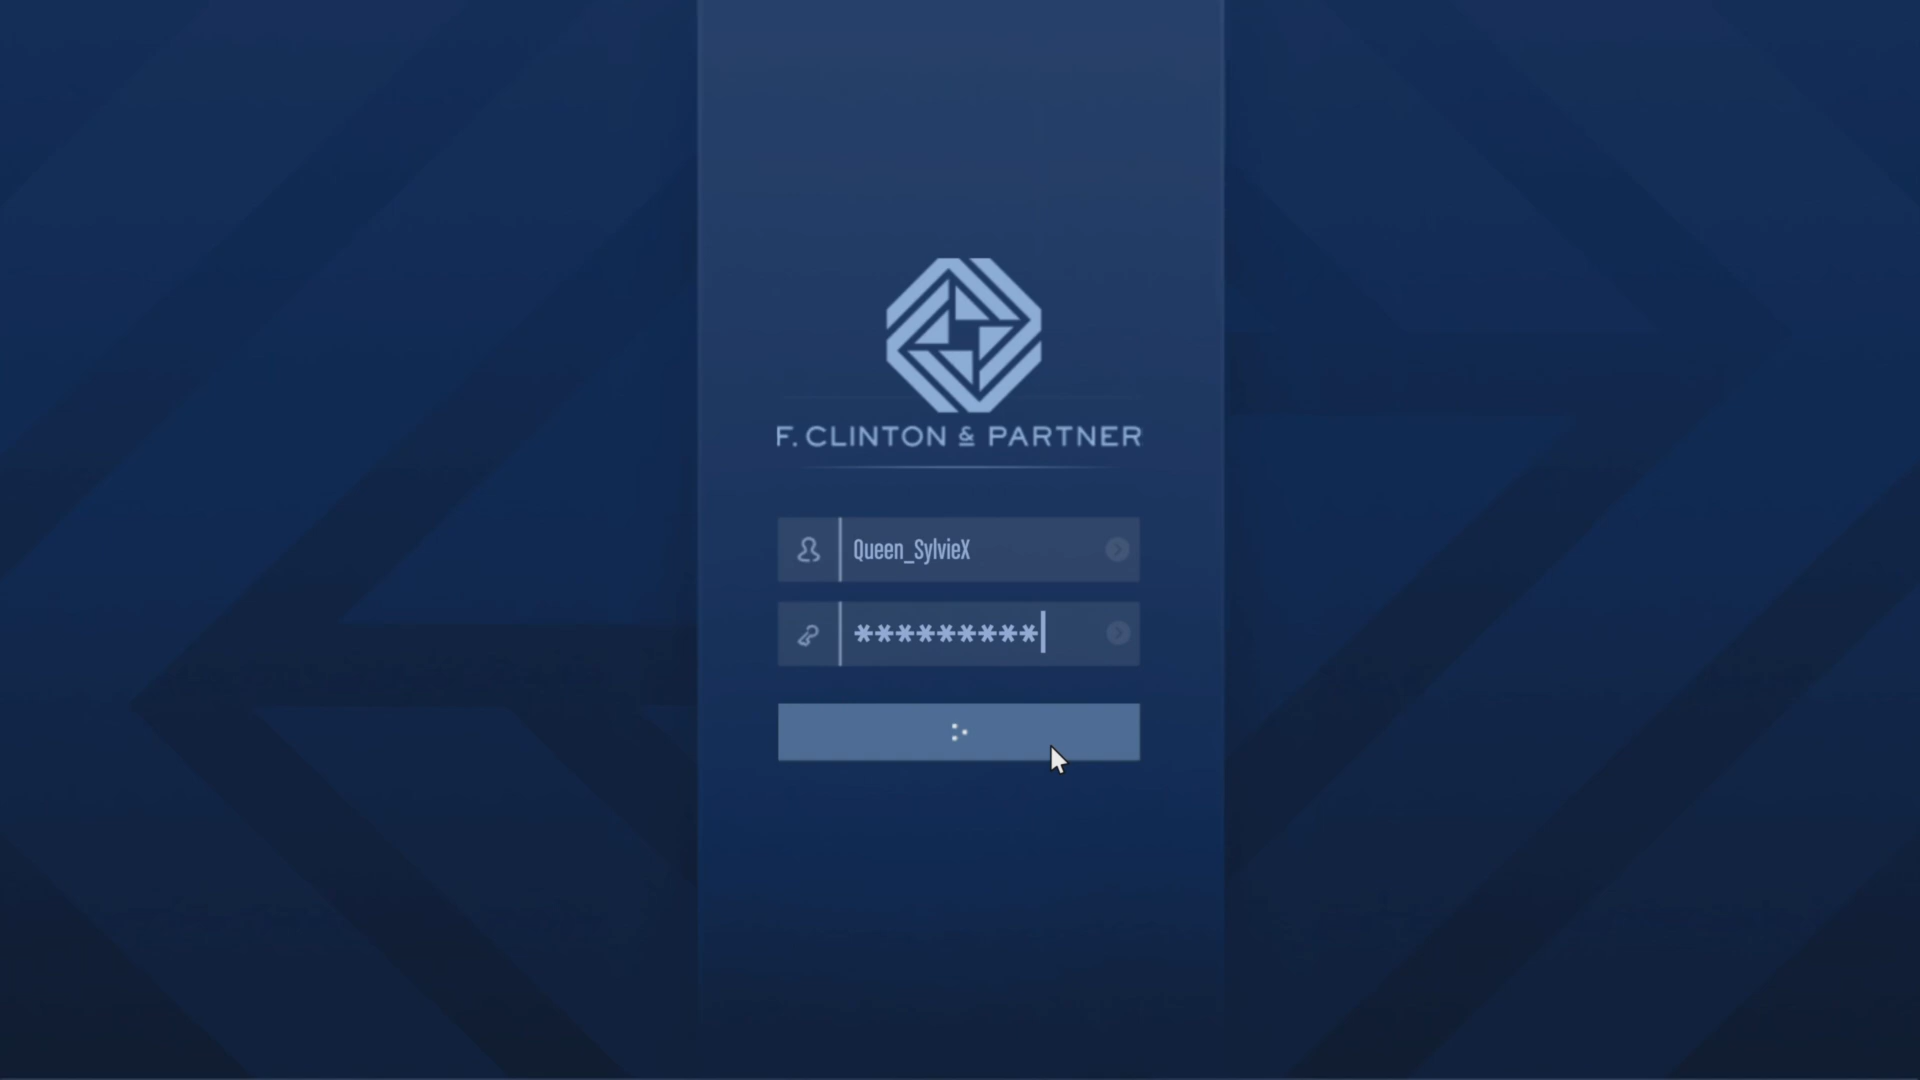 F. CLINTON & PARTNER
Queen_SylvieX
*********